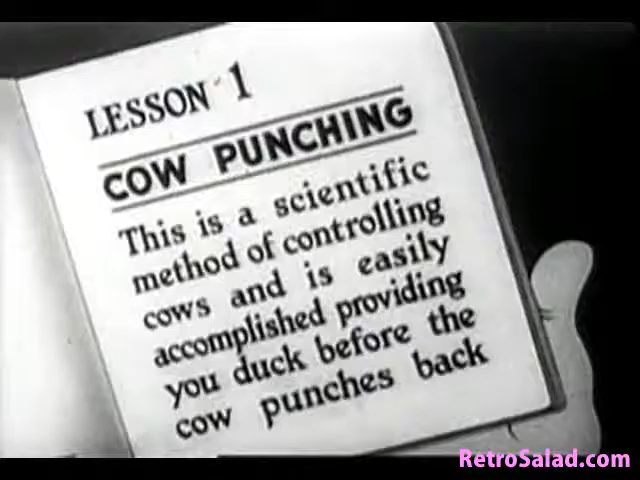 LESSON 1
COW PUNCHING
This is a scientific
method of controlling
cows and is easily
accomplished providing
you duck before the
cow punches back
RetroSalad.com